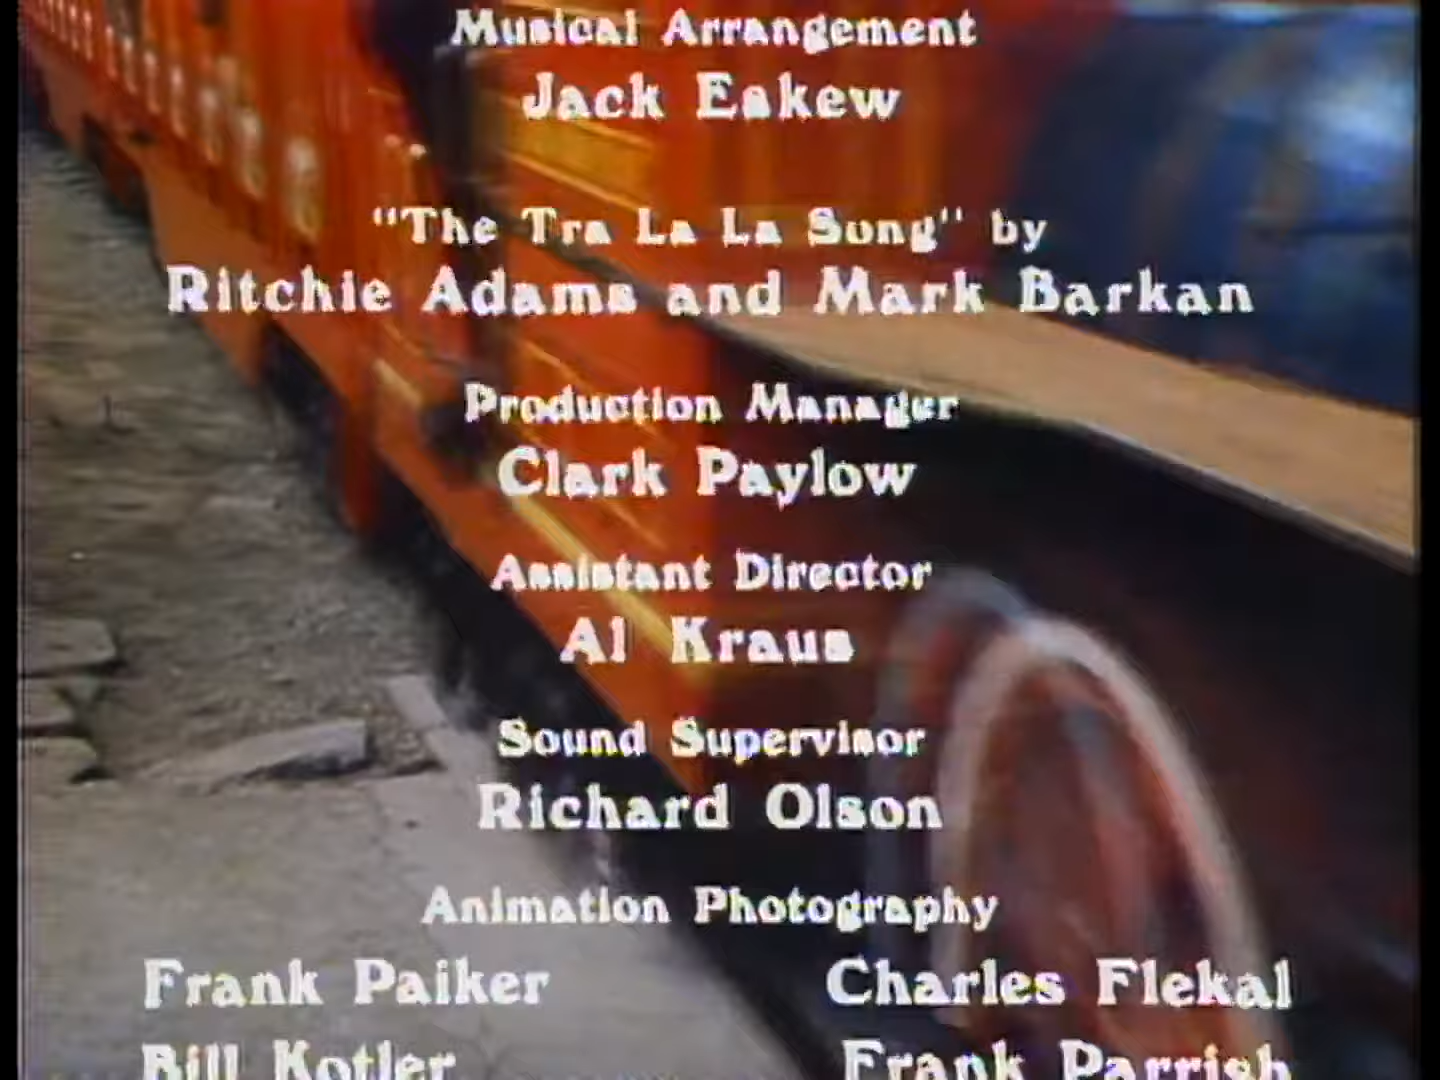 Musical Arrangement
Jack Eskew
"The Tra La La Song" by
Ritchie Adams and Mark Barkan
Production Manager
Clark Paylow
Assistant Director
Al Kraus
Sound Supervisor
Richard Olson
Animation Photography
Frank Paiker Charles Flekal
Bill Kotler Frank Parrish